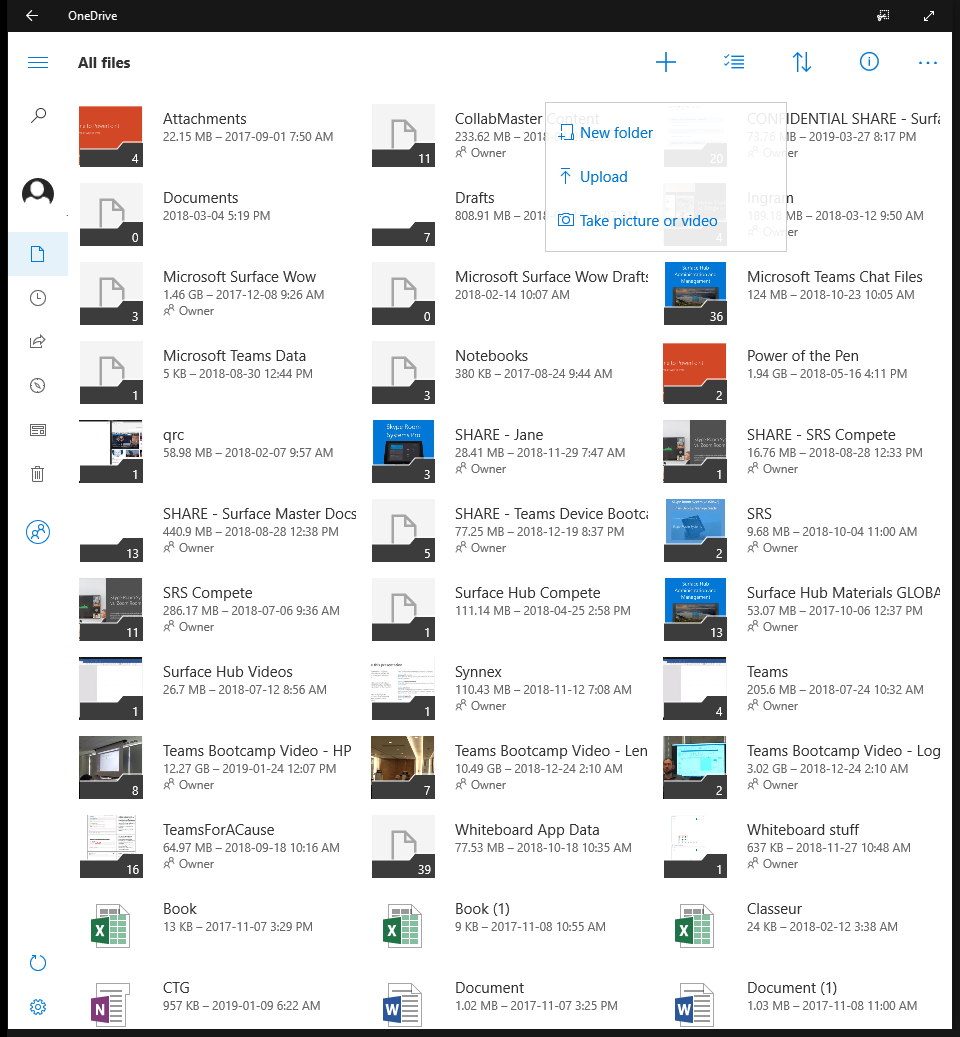 OneDrive
All files
Attachments
22.15 MB – 2017-09-01 7:50 AM
4
CollabMaster Content
233.62 MB – 2018-
Owner
11
CONFIDENTIAL SHARE - Surfa
73.76 MB – 2019-03-27 8:17 PM
Owner
20
New folder
Upload
Take picture or video
Documents
2018-03-04 5:19 PM
0
Drafts
808.91 MB – 2018-
7
Ingram
189.18 MB – 2018-03-12 9:50 AM
Owner
4
Microsoft Surface Wow
1.46 GB – 2017-12-08 9:26 AM
Owner
3
Microsoft Surface Wow Drafts
2018-02-14 10:07 AM
0
Surface Hub
Administration and
Management
Microsoft Teams Chat Files
124 MB – 2018-10-23 10:05 AM
36
Microsoft Teams Data
5 KB – 2018-08-30 12:44 PM
1
Notebooks
380 KB – 2017-08-24 9:44 AM
3
Power of the Pen
1.94 GB – 2018-05-16 4:11 PM
2
qrc
58.98 MB – 2018-02-07 9:57 AM
1
Skype Room
Systems Pro
SHARE - Jane
28.41 MB – 2018-11-29 7:47 AM
Owner
3
SHARE - SRS Compete
16.76 MB – 2018-08-28 12:33 PM
Owner
1
SHARE - Surface Master Docs
440.9 MB – 2018-08-28 12:38 PM
Owner
13
SHARE - Teams Device Bootca
77.25 MB – 2018-12-19 8:37 PM
Owner
5
SRS
9.68 MB – 2018-10-04 11:00 AM
Owner
2
SRS Compete
286.17 MB – 2018-07-06 9:36 AM
Owner
11
Surface Hub Compete
111.14 MB – 2018-04-25 2:58 PM
1
Surface Hub
Administration and
Management
Surface Hub Materials GLOBA
53.07 MB – 2017-10-06 12:37 PM
Owner
13
Surface Hub Videos
26.7 MB – 2018-07-12 8:56 AM
1
Synnex
110.43 MB – 2018-11-12 7:08 AM
Owner
1
Teams
205.6 MB – 2018-07-24 10:32 AM
Owner
4
Teams Bootcamp Video - HP
12.27 GB – 2019-01-24 12:07 PM
Owner
8
Teams Bootcamp Video - Len
10.49 GB – 2018-12-24 2:10 AM
Owner
7
Teams Bootcamp Video - Log
3.02 GB – 2018-12-24 2:10 AM
Owner
2
TeamsForACause
64.97 MB – 2018-09-18 10:16 AM
Owner
16
Whiteboard App Data
77.53 MB – 2018-10-18 10:35 AM
39
Whiteboard stuff
637 KB – 2018-11-27 10:48 AM
Owner
1
Book
13 KB – 2017-11-07 3:29 PM
Book (1)
9 KB – 2017-11-08 10:55 AM
Classeur
24 KB – 2018-02-12 3:38 AM
CTG
957 KB – 2019-01-09 6:22 AM
Document
1.02 MB – 2017-11-07 3:25 PM
Document (1)
1.03 MB – 2017-11-08 11:00 AM